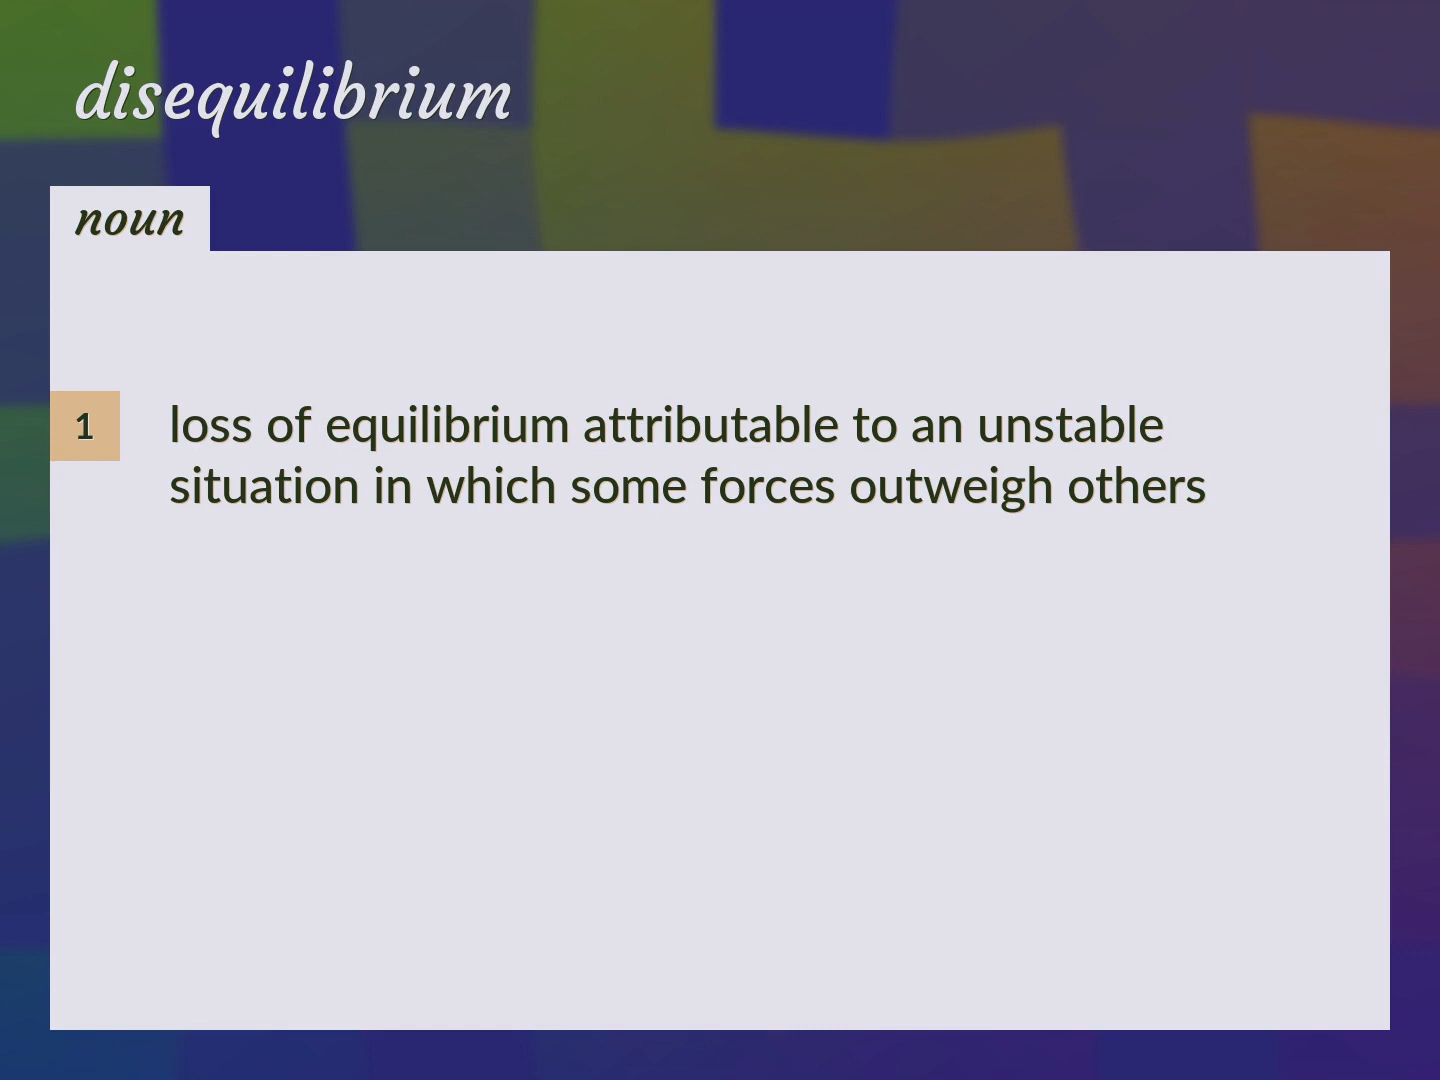 disequilibrium
noun
1 loss of equilibrium attributable to an unstable
situation in which some forces outweigh others